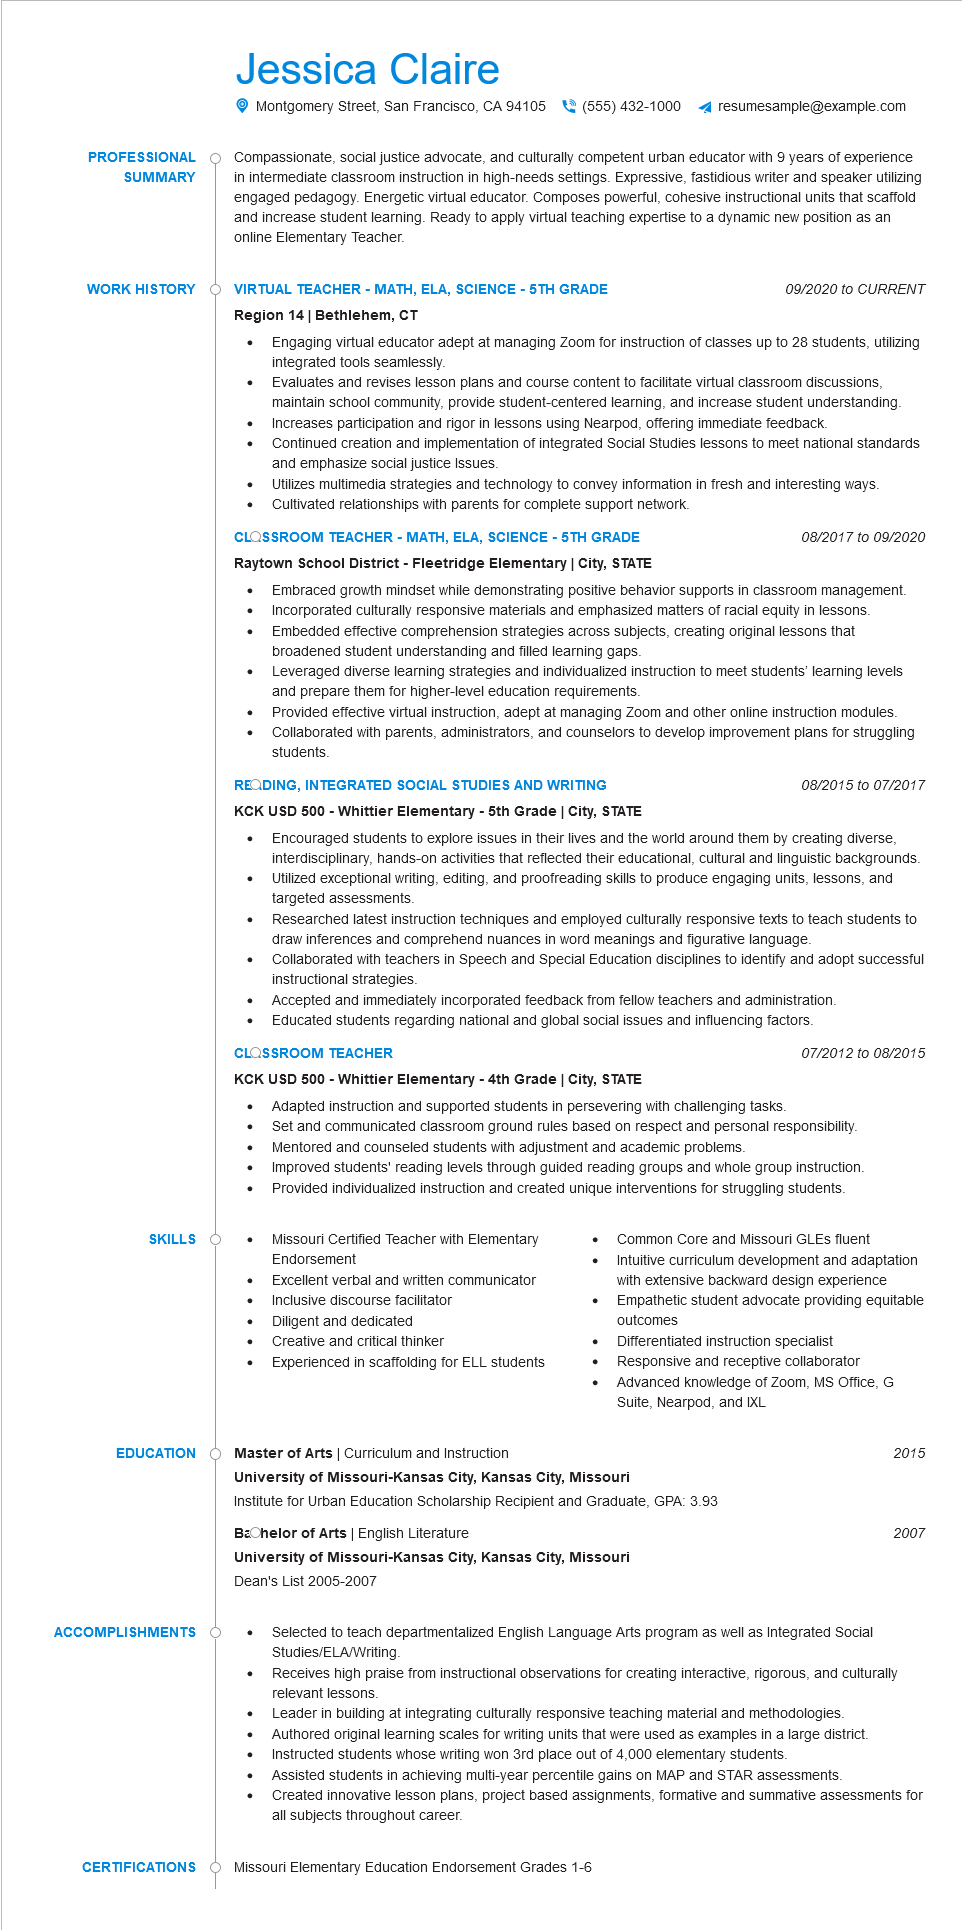 Jessica Claire
Montgomery Street, San Francisco, CA 94105 (555) 432-1000 resumesample@example.com
PROFESSIONAL SUMMARY
Compassionate, social justice advocate, and culturally competent urban educator with 9 years of experience
in intermediate classroom instruction in high-needs settings. Expressive, fastidious writer and speaker utilizing
engaged pedagogy. Energetic virtual educator. Composes powerful, cohesive instructional units that scaffold
and increase student learning. Ready to apply virtual teaching expertise to a dynamic new position as an
online Elementary Teacher.
WORK HISTORY
VIRTUAL TEACHER - MATH, ELA, SCIENCE - 5TH GRADE 09/2020 to CURRENT
Region 14 | Bethlehem, CT
• Engaging virtual educator adept at managing Zoom for instruction of classes up to 28 students, utilizing
integrated tools seamlessly.
• Evaluates and revises lesson plans and course content to facilitate virtual classroom discussions,
maintain school community, provide student-centered learning, and increase student understanding.
• Increases participation and rigor in lessons using Nearpod, offering immediate feedback.
• Continued creation and implementation of integrated Social Studies lessons to meet national standards
and emphasize social justice Issues.
• Utilizes multimedia strategies and technology to convey information in fresh and interesting ways.
• Cultivated relationships with parents for complete support network.
CLASSROOM TEACHER - MATH, ELA, SCIENCE - 5TH GRADE 08/2017 to 09/2020
Raytown School District - Fleetridge Elementary | City, STATE
• Embraced growth mindset while demonstrating positive behavior supports in classroom management.
• Incorporated culturally responsive materials and emphasized matters of racial equity in lessons.
• Embedded effective comprehension strategies across subjects, creating original lessons that
broadened student understanding and filled learning gaps.
• Leveraged diverse learning strategies and individualized instruction to meet students’ learning levels
and prepare them for higher-level education requirements.
• Provided effective virtual instruction, adept at managing Zoom and other online instruction modules.
• Collaborated with parents, administrators, and counselors to develop improvement plans for struggling
students.
READING, INTEGRATED SOCIAL STUDIES AND WRITING 08/2015 to 07/2017
KCK USD 500 - Whittier Elementary - 5th Grade | City, STATE
• Encouraged students to explore issues in their lives and the world around them by creating diverse,
interdisciplinary, hands-on activities that reflected their educational, cultural and linguistic backgrounds.
• Utilized exceptional writing, editing, and proofreading skills to produce engaging units, lessons, and
targeted assessments.
• Researched latest instruction techniques and employed culturally responsive texts to teach students to
draw inferences and comprehend nuances in word meanings and figurative language.
• Collaborated with teachers in Speech and Special Education disciplines to identify and adopt successful
instructional strategies.
• Accepted and immediately incorporated feedback from fellow teachers and administration.
• Educated students regarding national and global social issues and influencing factors.
CLASSROOM TEACHER 07/2012 to 08/2015
KCK USD 500 - Whittier Elementary - 4th Grade | City, STATE
• Adapted instruction and supported students in persevering with challenging tasks.
• Set and communicated classroom ground rules based on respect and personal responsibility.
• Mentored and counseled students with adjustment and academic problems.
• Improved students' reading levels through guided reading groups and whole group instruction.
• Provided individualized instruction and created unique interventions for struggling students.
SKILLS
• Missouri Certified Teacher with Elementary
Endorsement
• Excellent verbal and written communicator
• Inclusive discourse facilitator
• Diligent and dedicated
• Creative and critical thinker
• Experienced in scaffolding for ELL students
• Common Core and Missouri GLEs fluent
• Intuitive curriculum development and adaptation
with extensive backward design experience
• Empathetic student advocate providing equitable
outcomes
• Differentiated instruction specialist
• Responsive and receptive collaborator
• Advanced knowledge of Zoom, MS Office, G
Suite, Nearpod, and IXL
EDUCATION
Master of Arts | Curriculum and Instruction 2015
University of Missouri-Kansas City, Kansas City, Missouri
Institute for Urban Education Scholarship Recipient and Graduate, GPA: 3.93
Bachelor of Arts | English Literature 2007
University of Missouri-Kansas City, Kansas City, Missouri
Dean's List 2005-2007
ACCOMPLISHMENTS
• Selected to teach departmentalized English Language Arts program as well as Integrated Social
Studies/ELA/Writing.
• Receives high praise from instructional observations for creating interactive, rigorous, and culturally
relevant lessons.
• Leader in building at integrating culturally responsive teaching material and methodologies.
• Authored original learning scales for writing units that were used as examples in a large district.
• Instructed students whose writing won 3rd place out of 4,000 elementary students.
• Assisted students in achieving multi-year percentile gains on MAP and STAR assessments.
• Created innovative lesson plans, project based assignments, formative and summative assessments for
all subjects throughout career.
CERTIFICATIONS
Missouri Elementary Education Endorsement Grades 1-6